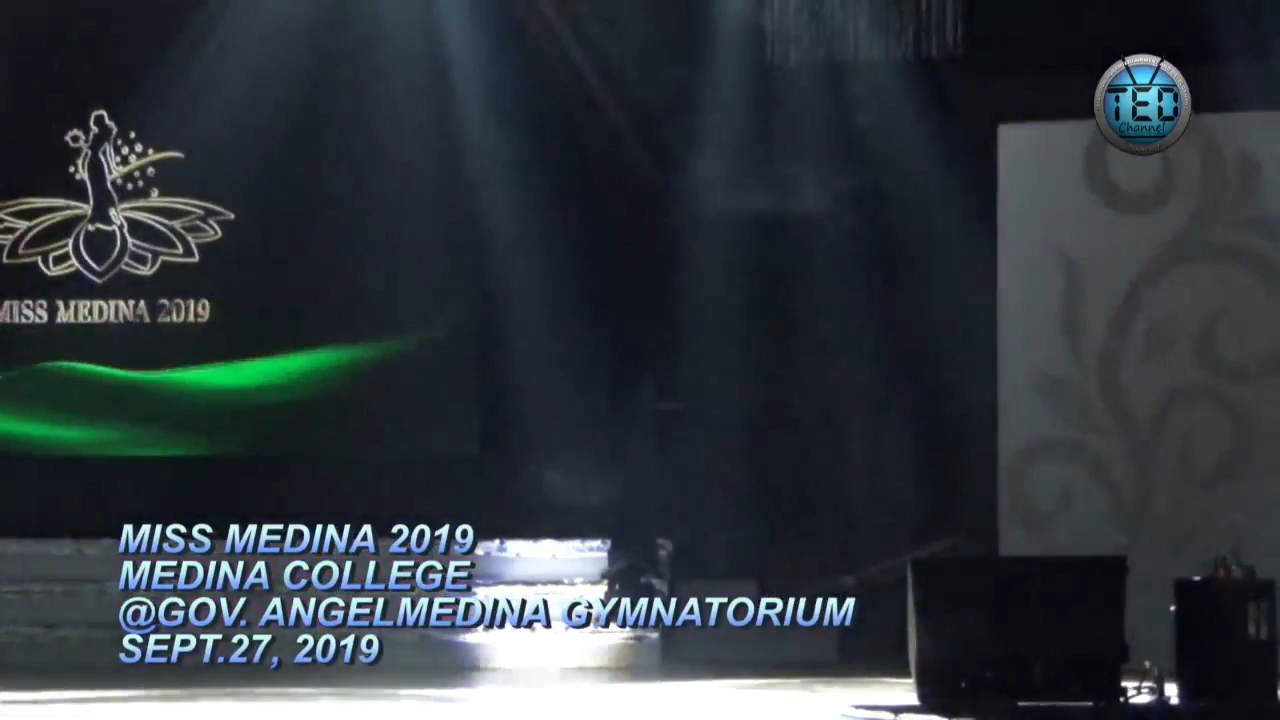 TED
Channel
MISS MEDINA 2019
MISS MEDINA 2019
MEDINA COLLEGE
@GOV. ANGELMEDINA GYMNATORIUM
SEPT.27, 2019